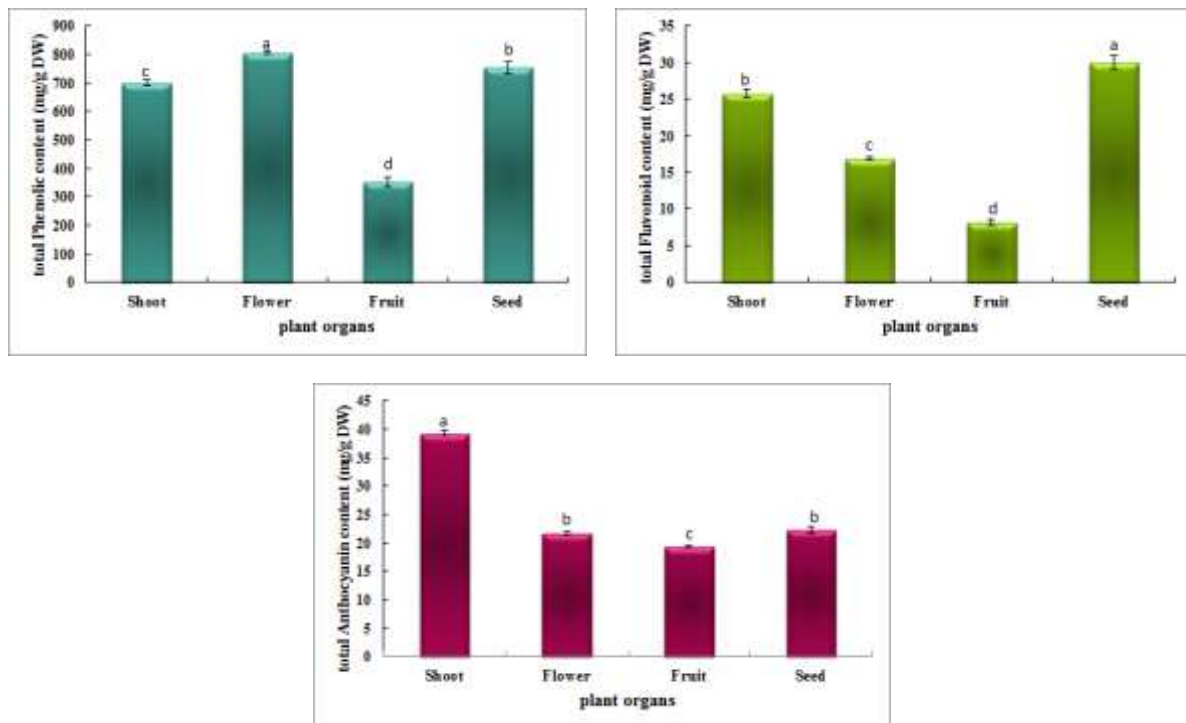 total Phenolic content (mg/g DW)
900
800
700
600
500
400
300
200
100
0
c
a
d
b
Shoot Flower Fruit Seed
plant organs
total Flavonoid content (mg/g DW)
35
30
25
20
15
10
5
0
b
c
d
a
Shoot Flower Fruit Seed
plant organs
total Anthocyanin content (mg/g DW)
45
40
35
30
25
20
15
10
5
0
a
b
c
b
Shoot Flower Fruit Seed
plant organs